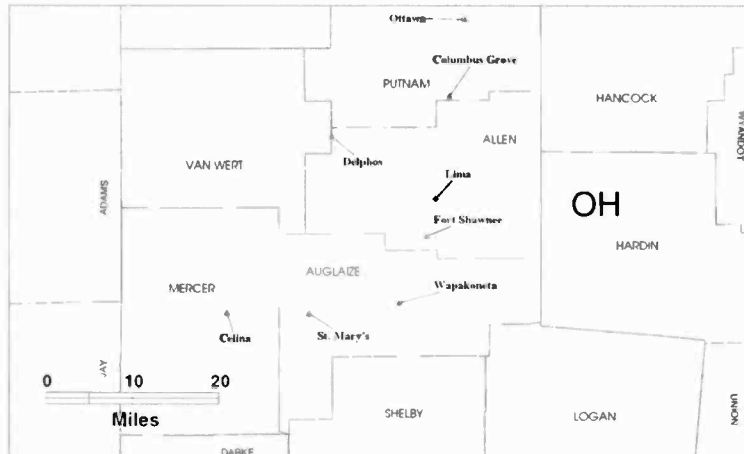 Ottawa
Columbus Grove
PUTNAM
HANCOCK
WYANDOT
ALLEN
Delphos
VAN WERT
Lima
ADAMS
OH
Fort Shawner
HARDIN
AUGLAIZE
MERCER
Wapakoneta
Celina
St. Mary's
JAY
0 10 20
Miles
SHELBY
LOGAN
UNION
DARKE